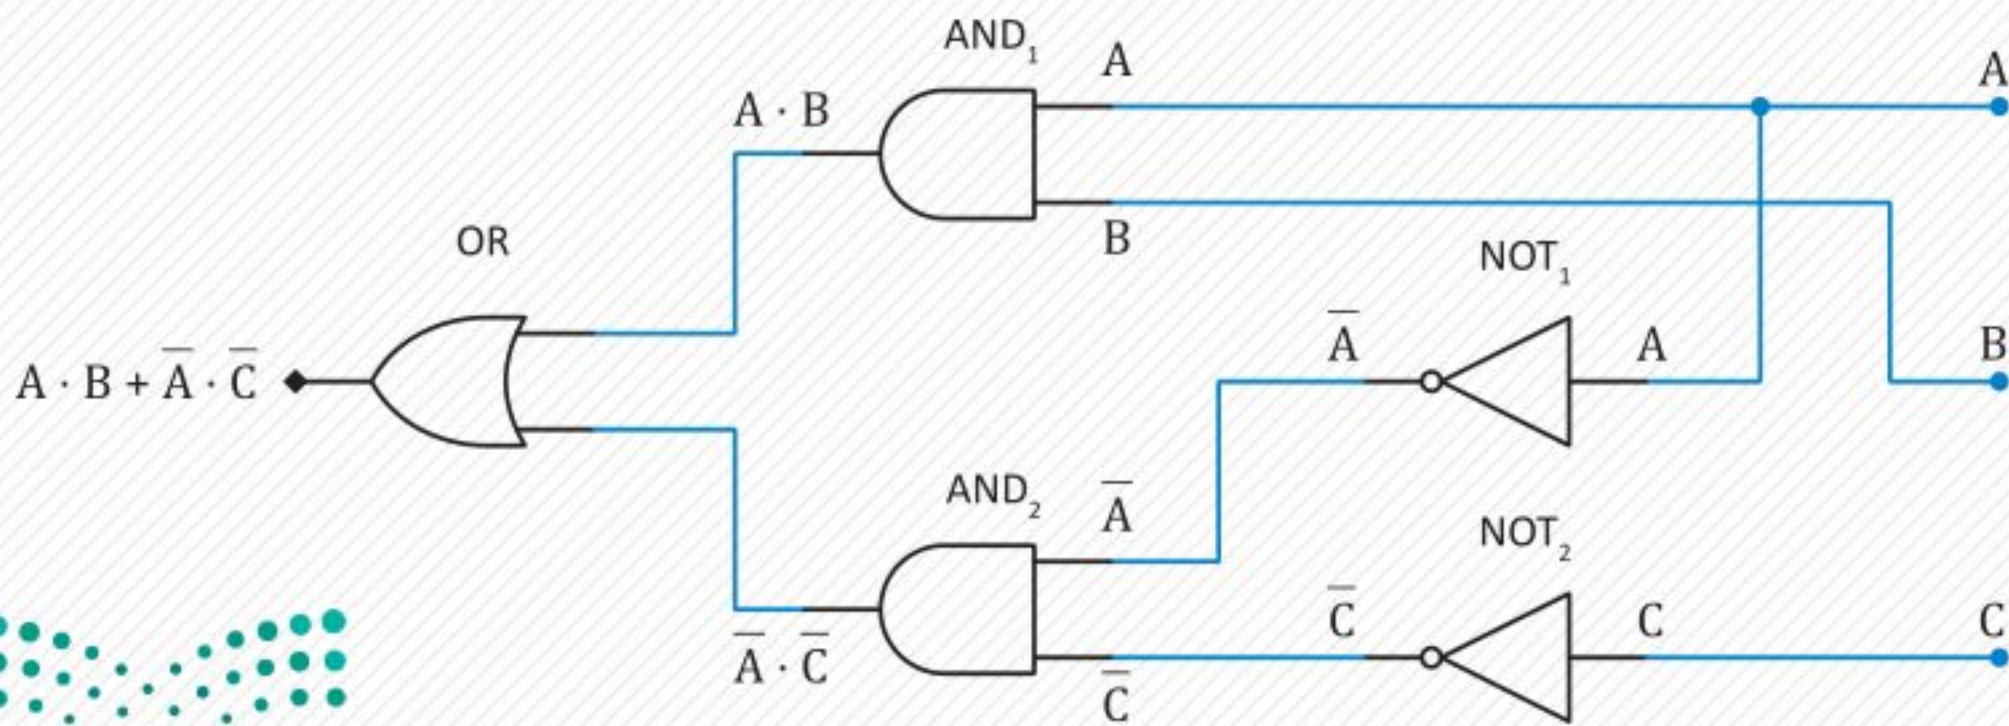 AND₁
A
A
A · B
B
OR
NOT₁
A̅
A
B
A · B + A̅ · C̅
AND₂
A̅
NOT₂
C̅
C
C
A̅ · C̅
C̅